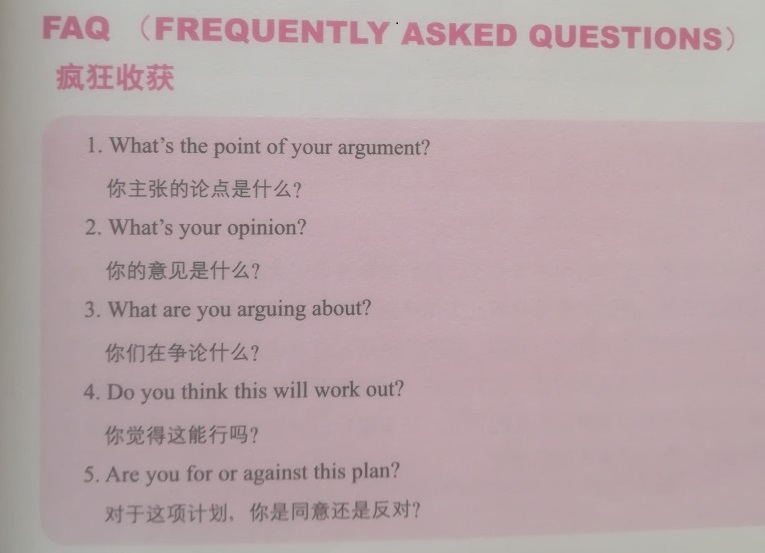 FAQ （FREQUENTLY ASKED QUESTIONS）
疯狂收获
1. What's the point of your argument?
你主张的论点是什么?
2. What's your opinion?
你的意见是什么?
3. What are you arguing about?
你们在争论什么?
4. Do you think this will work out?
你觉得这能行吗?
5. Are you for or against this plan?
对于这项计划，你是同意还是反对?